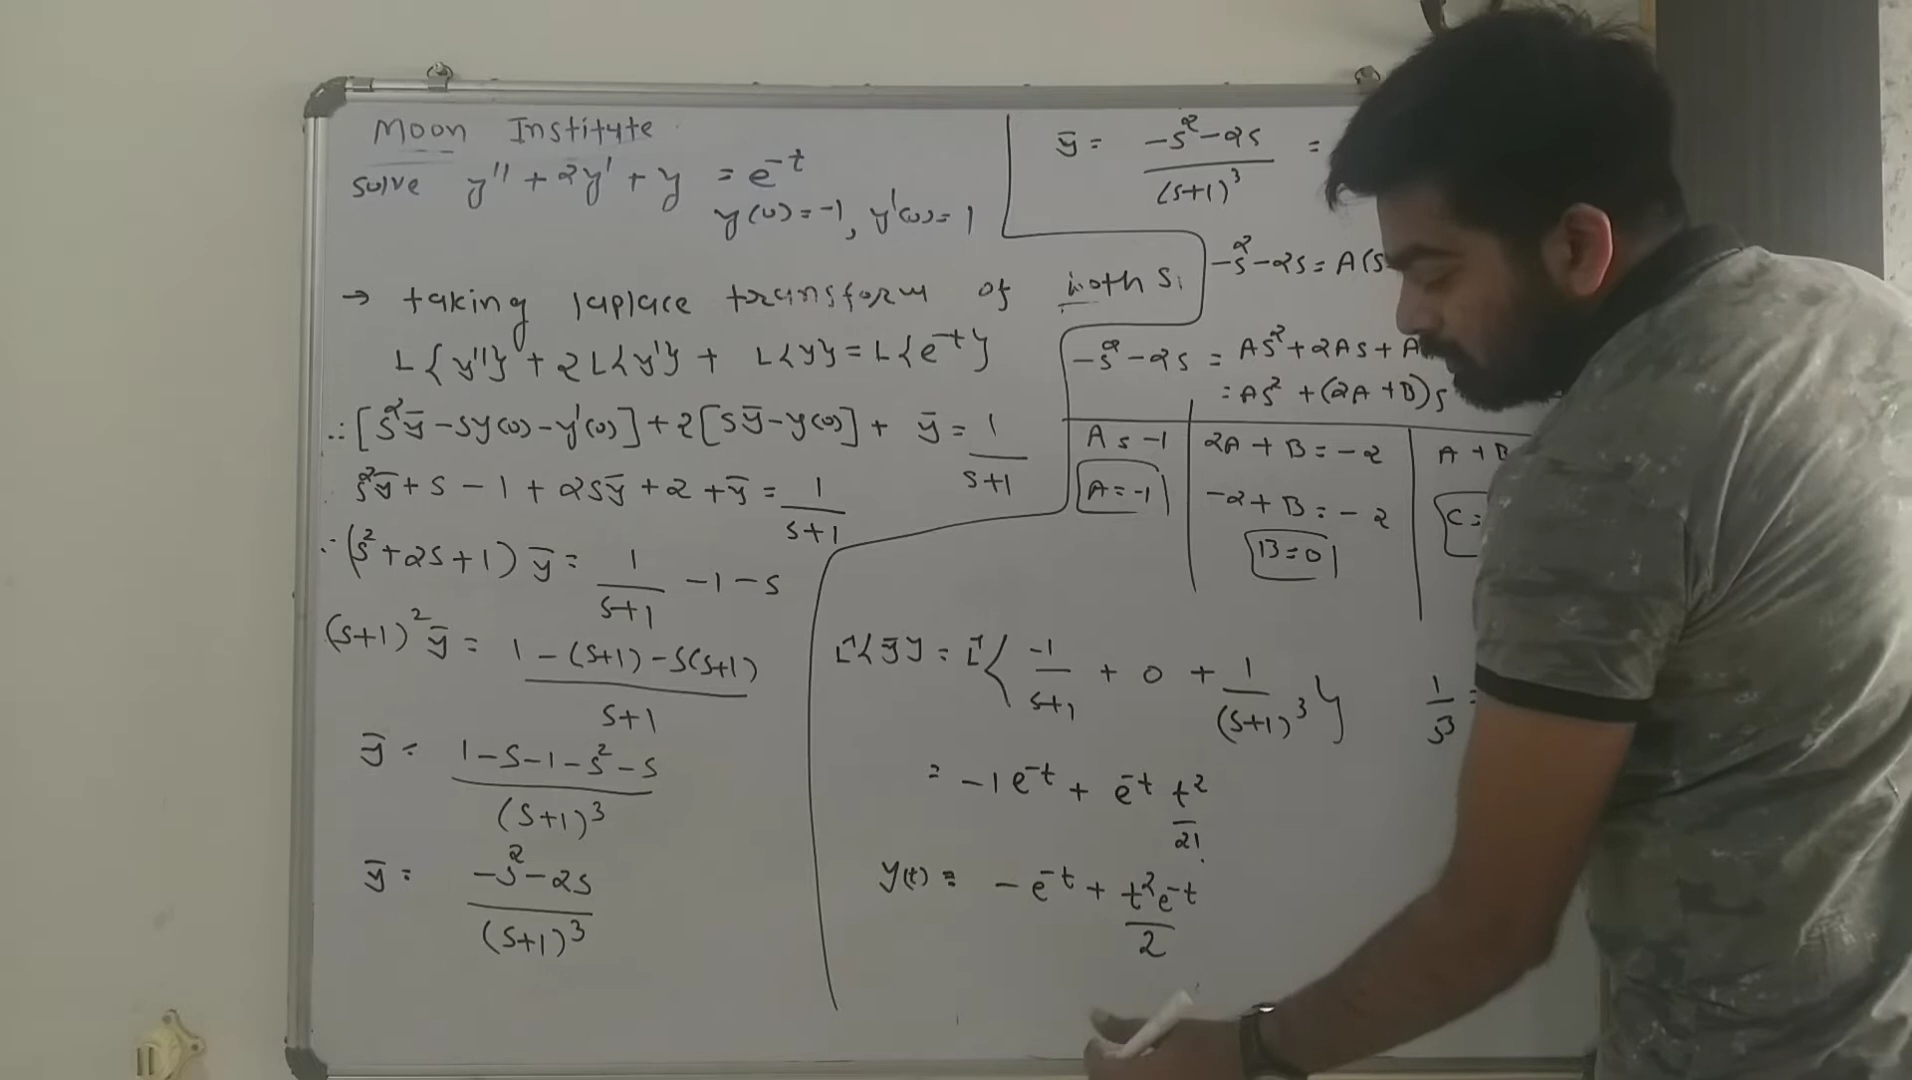 Moon Institute
solve y'' + 2y' + y = e^-t
y(0) = -1, y'(0) = 1
→ taking laplace transform of both si
L{y''} + 2L{y'} + L{y} = L{e^-t}
∴ [s²ȳ - sy(0) - y'(0)] + 2[sȳ - y(0)] + ȳ = 1/(s+1)
s²ȳ + s - 1 + 2sȳ + 2 + ȳ = 1/(s+1)
∴ (s² + 2s + 1) ȳ = 1/(s+1) - 1 - s
(s+1)² ȳ = (1 - (s+1) - s(s+1))/(s+1)
ȳ = (1 - s - 1 - s² - s)/(s+1)³
ȳ = (-s² - 2s)/(s+1)³
ȳ = (-s² - 2s)/(s+1)³ =
-s² - 2s = A(s
-s² - 2s = As² + 2As + A
= As² + (2A + B)s
A = -1
A = -1
2A + B = -2
-2 + B = -2
B = 0
A + B
C =
L⁻¹{ȳ} = L⁻¹{-1/(s+1) + 0 + 1/(s+1)³}
1/s³ =
= -1 e^-t + e^-t t²/2!
y(t) = - e^-t + t² e^-t/2